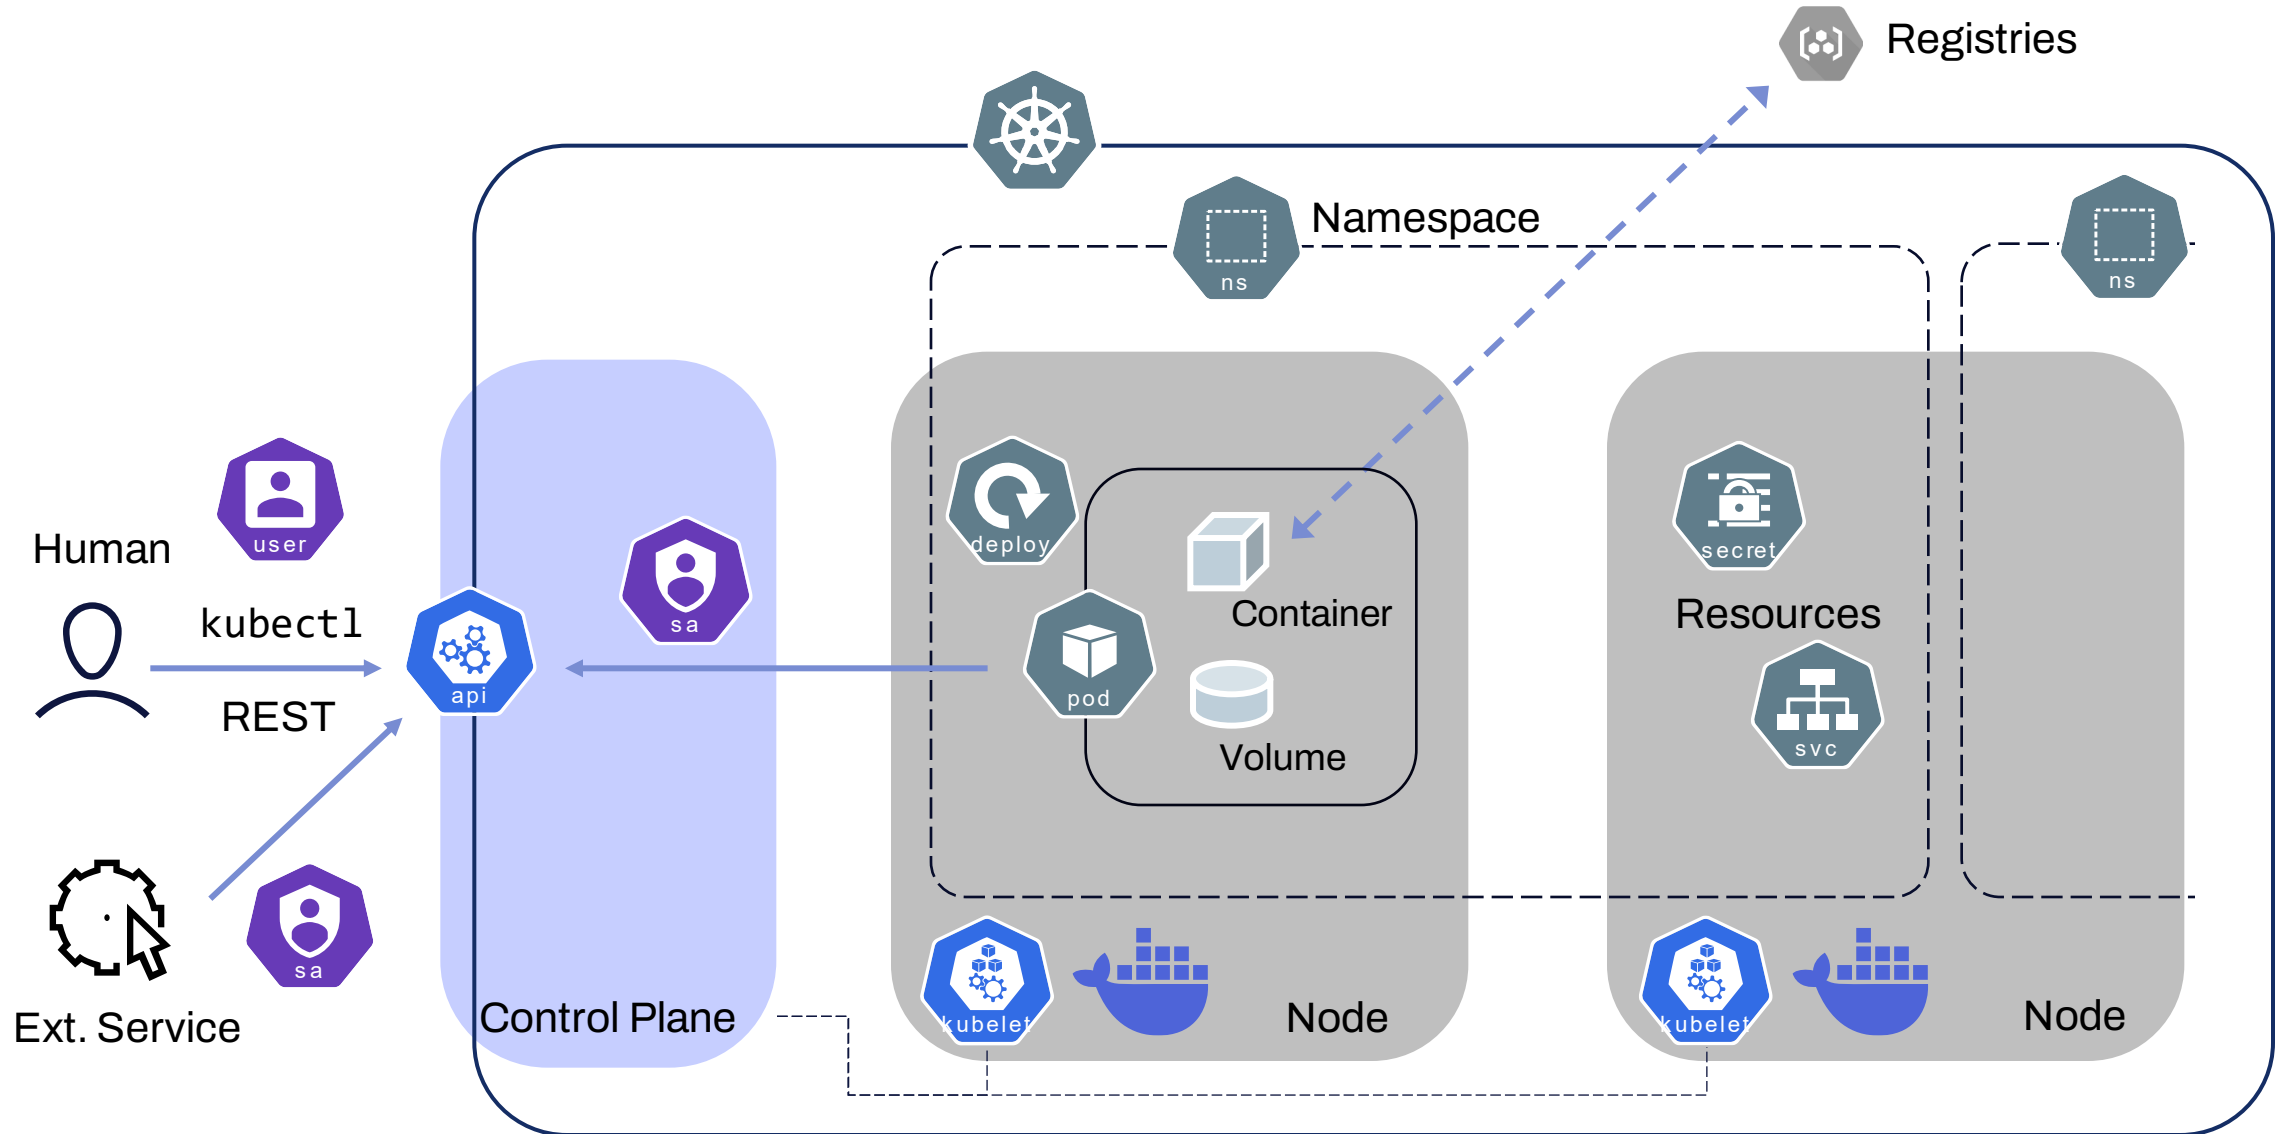 Registries
Namespace
ns
ns
user
Human
kubectl
REST
api
sa
deploy
pod
Container
Volume
secret
Resources
svc
sa
Ext. Service
Control Plane
kubelet
Node
kubelet
Node